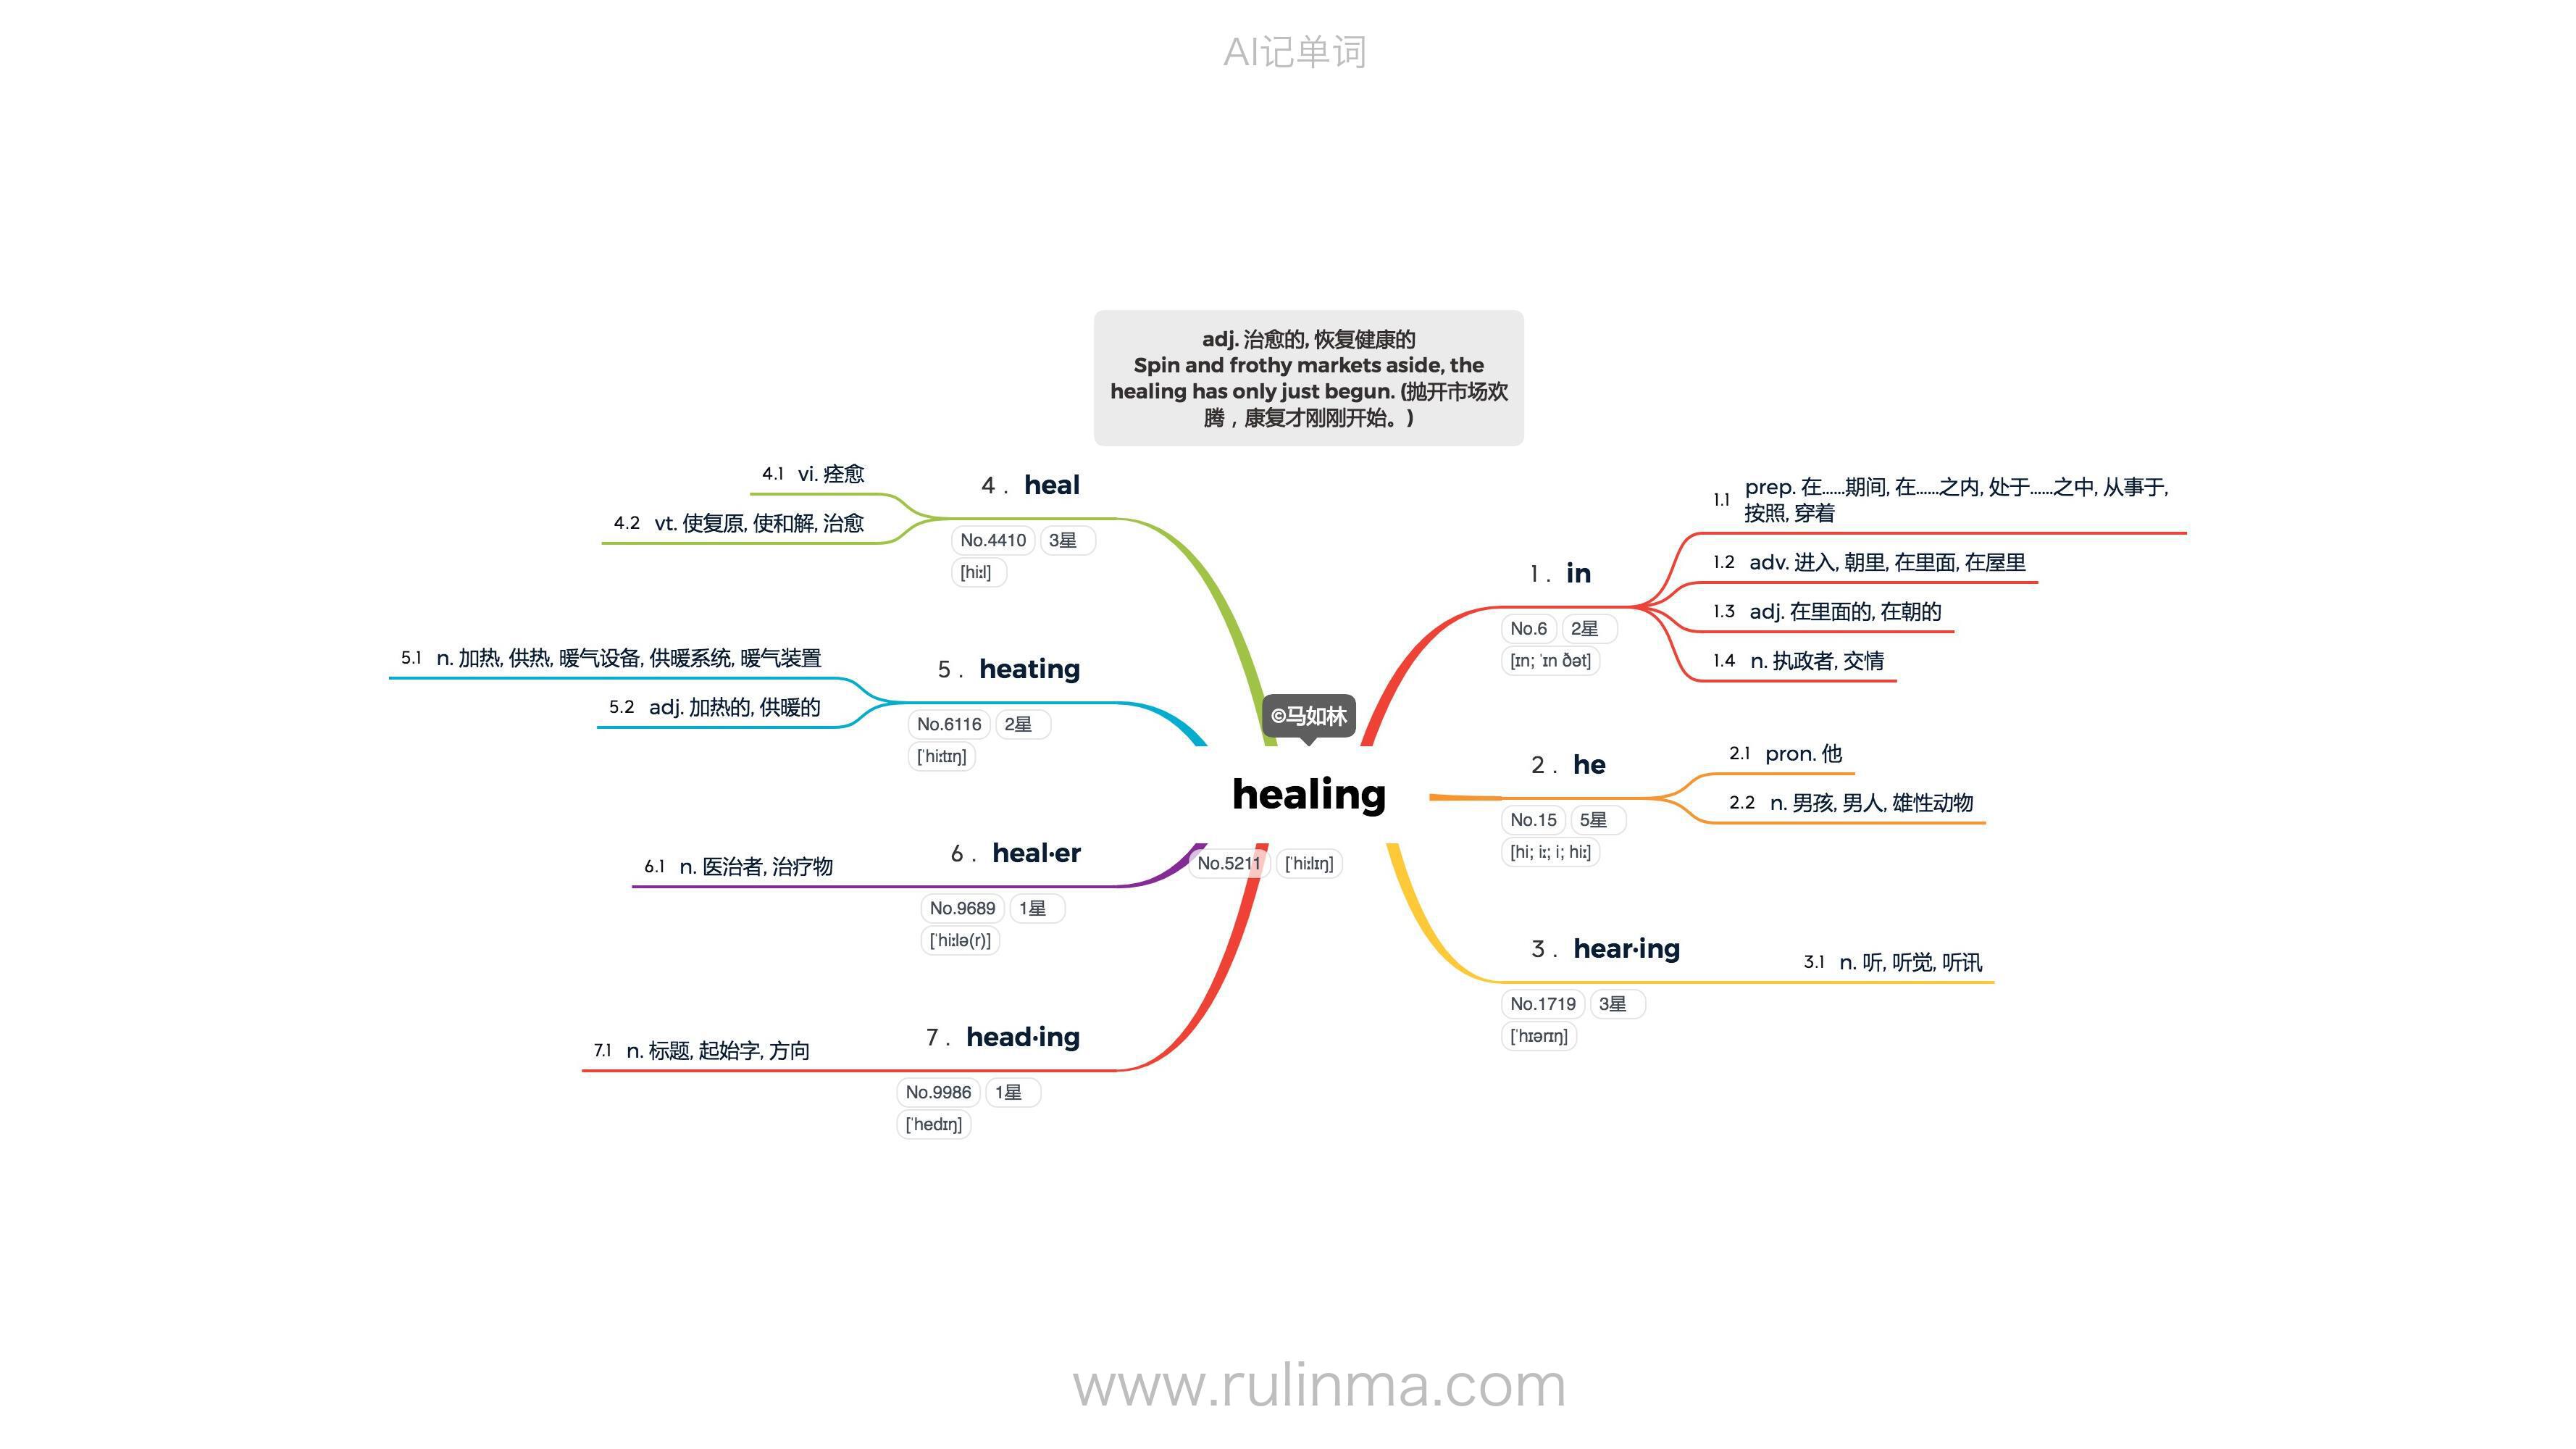 AI记单词
adj. 治愈的, 恢复健康的
Spin and frothy markets aside, the
healing has only just begun. (抛开市场欢
腾，康复才刚刚开始。)
©马如林
healing
No.5211 [ˈhiːlɪŋ]
1. in
No.6 2星
[ɪn; ˈɪn ðət]
1.1 prep. 在……期间, 在……之内, 处于……之中, 从事于,
按照, 穿着
1.2 adv. 进入, 朝里, 在里面, 在屋里
1.3 adj. 在里面的, 在朝的
1.4 n. 执政者, 交情
2. he
No.15 5星
[hi; iː; i; hiː]
2.1 pron. 他
2.2 n. 男孩, 男人, 雄性动物
3. hear·ing
No.1719 3星
[ˈhɪərɪŋ]
3.1 n. 听, 听觉, 听讯
4. heal
No.4410 3星
[hiːl]
4.1 vi. 痊愈
4.2 vt. 使复原, 使和解, 治愈
5. heating
No.6116 2星
[ˈhiːtɪŋ]
5.1 n. 加热, 供热, 暖气设备, 供暖系统, 暖气装置
5.2 adj. 加热的, 供暖的
6. heal·er
No.9689 1星
[ˈhiːlə(r)]
6.1 n. 医治者, 治疗物
7. head·ing
No.9986 1星
[ˈhedɪŋ]
7.1 n. 标题, 起始字, 方向
www.rulinma.com